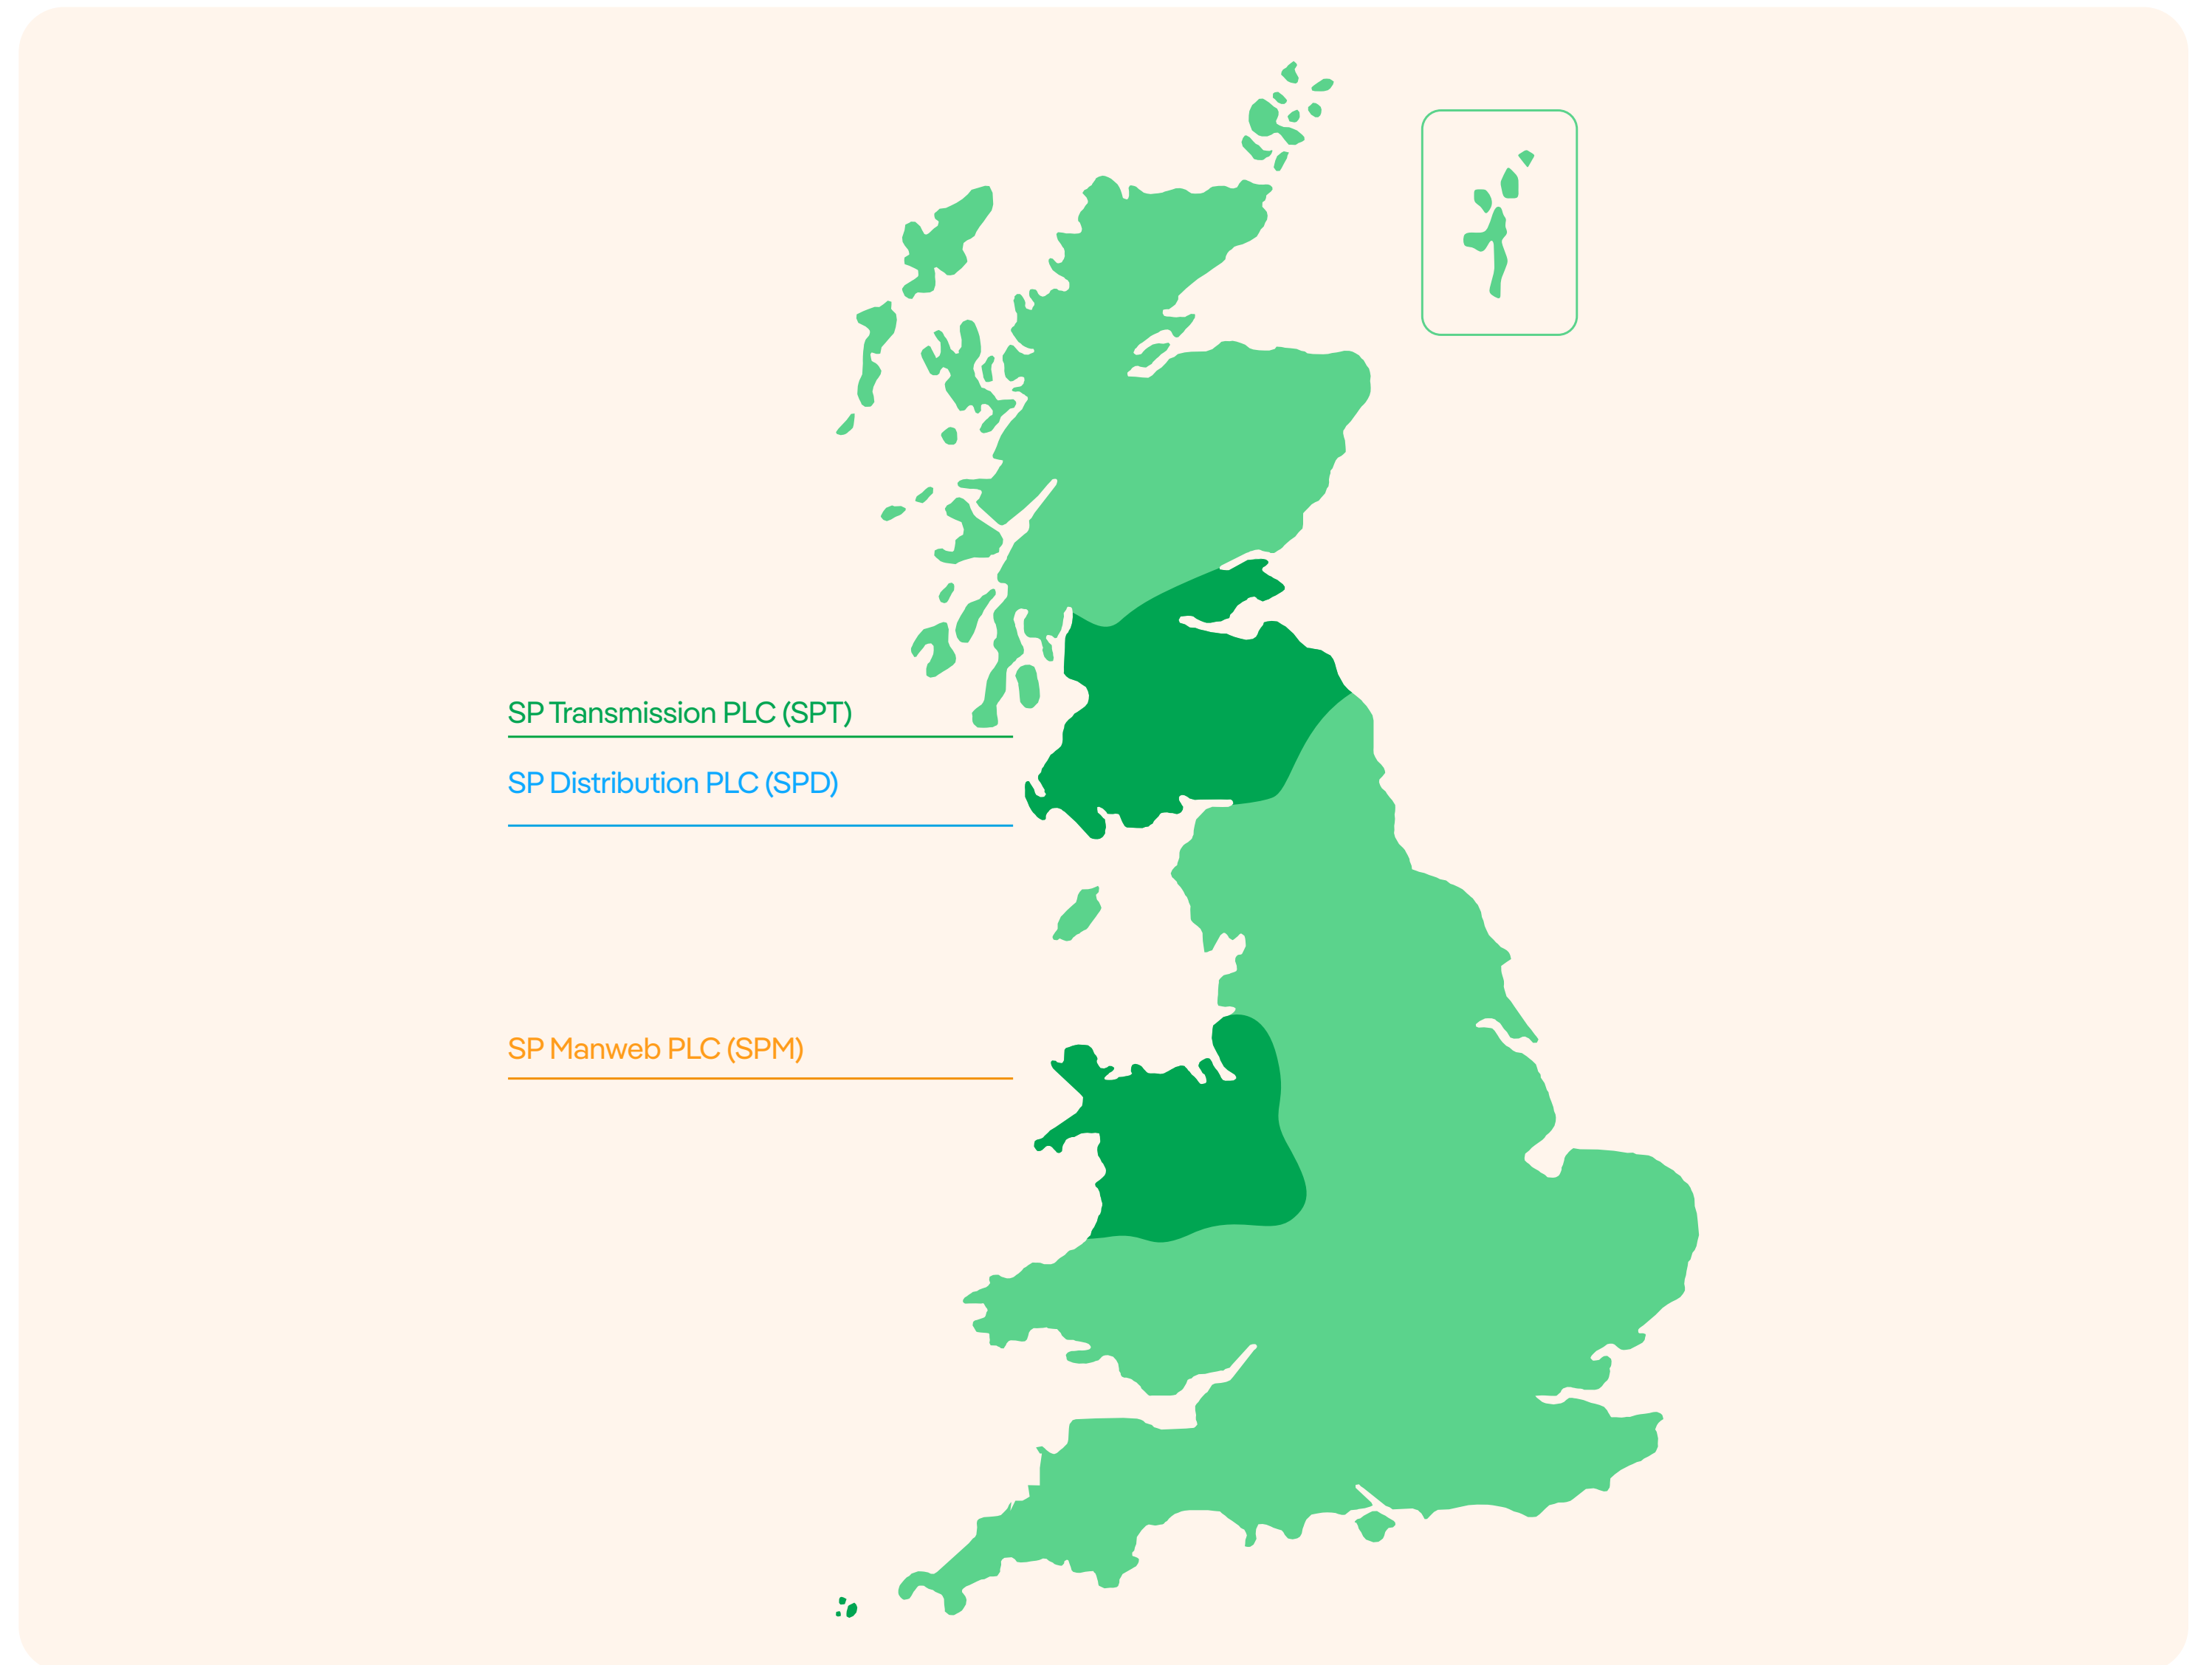 SP Transmission PLC (SPT)
SP Distribution PLC (SPD)
SP Manweb PLC (SPM)